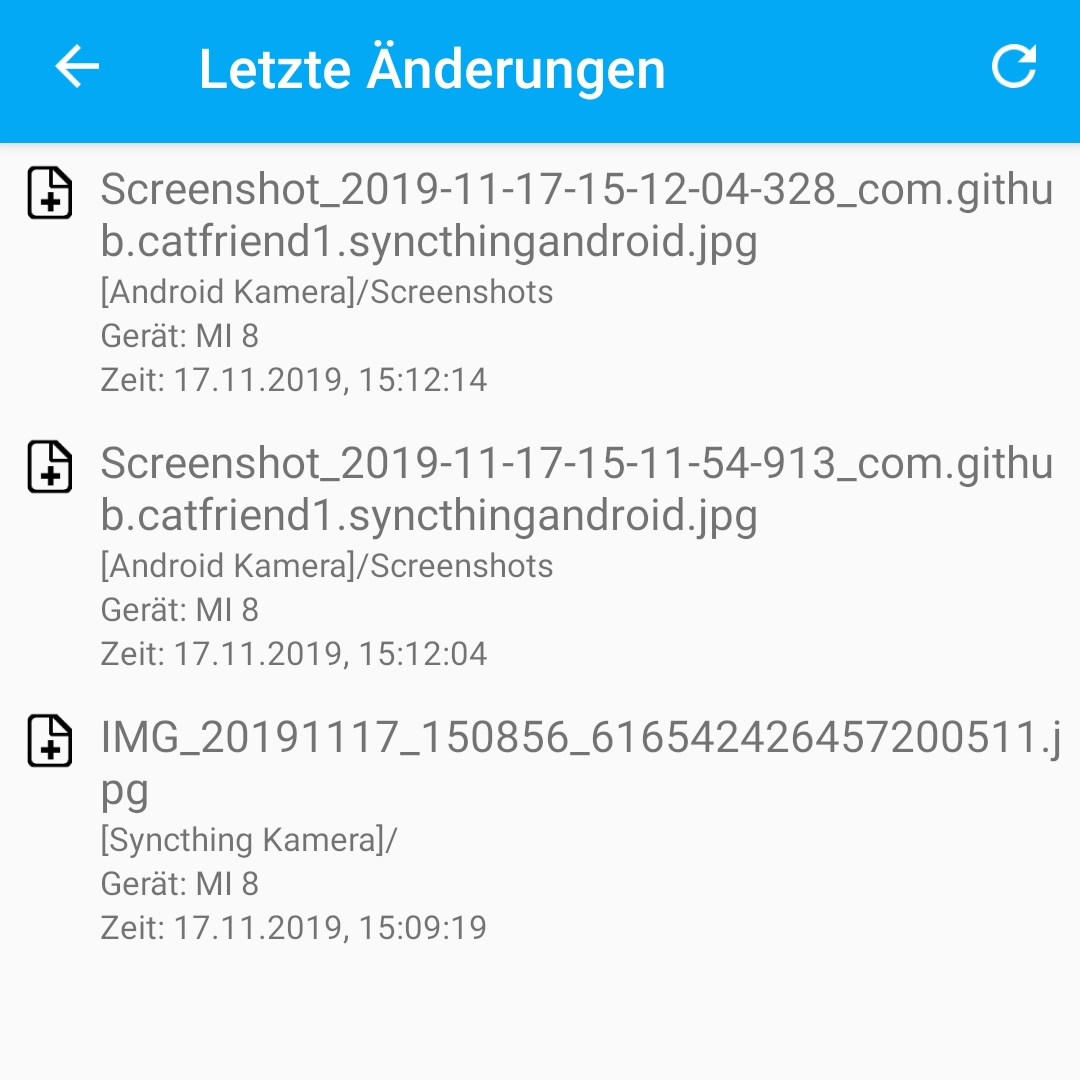 Letzte Änderungen
Screenshot_2019-11-17-15-12-04-328_com.githu
b.catfriend1.syncthingandroid.jpg
[Android Kamera]/Screenshots
Gerät: MI 8
Zeit: 17.11.2019, 15:12:14
Screenshot_2019-11-17-15-11-54-913_com.githu
b.catfriend1.syncthingandroid.jpg
[Android Kamera]/Screenshots
Gerät: MI 8
Zeit: 17.11.2019, 15:12:04
IMG_20191117_150856_616542426457200511.j
pg
[Syncthing Kamera]/
Gerät: MI 8
Zeit: 17.11.2019, 15:09:19